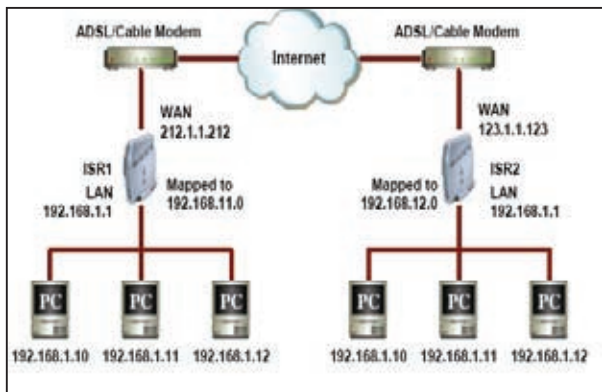 ADSL/Cable Modem
Internet
ADSL/Cable Modem
WAN
212.1.1.212
ISR1
LAN
192.168.1.1
Mapped to
192.168.11.0
WAN
123.1.1.123
Mapped to
192.168.12.0
ISR2
LAN
192.168.1.1
PC
PC
PC
192.168.1.10
192.168.1.11
192.168.1.12
PC
PC
PC
192.168.1.10
192.168.1.11
192.168.1.12